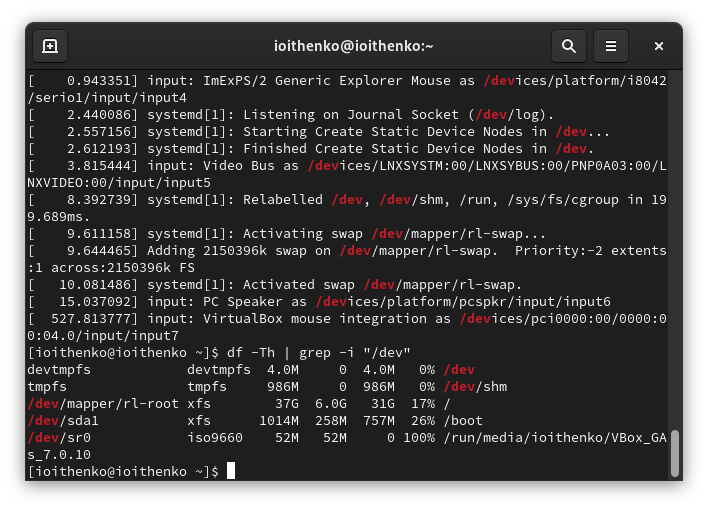 ioithenko@ioithenko:~
[    0.943351] input: ImExPS/2 Generic Explorer Mouse as /devices/platform/i8042
/serio1/input/input4
[    2.440086] systemd[1]: Listening on Journal Socket (/dev/log).
[    2.557156] systemd[1]: Starting Create Static Device Nodes in /dev...
[    2.612193] systemd[1]: Finished Create Static Device Nodes in /dev.
[    3.815444] input: Video Bus as /devices/LNXSYSTM:00/LNXSYBUS:00/PNP0A03:00/L
NXVIDEO:00/input/input5
[    8.392739] systemd[1]: Relabelled /dev, /dev/shm, /run, /sys/fs/cgroup in 19
9.689ms.
[    9.611158] systemd[1]: Activating swap /dev/mapper/rl-swap...
[    9.644465] Adding 2150396k swap on /dev/mapper/rl-swap.  Priority:-2 extents
:1 across:2150396k FS
[   10.081486] systemd[1]: Activated swap /dev/mapper/rl-swap.
[   15.037092] input: PC Speaker as /devices/platform/pcspkr/input/input6
[  527.813777] input: VirtualBox mouse integration as /devices/pci0000:00/0000:0
0:04.0/input/input7
[ioithenko@ioithenko ~]$ df -Th | grep -i "/dev"
devtmpfs            devtmpfs  4.0M     0  4.0M   0% /dev
tmpfs               tmpfs     986M     0  986M   0% /dev/shm
/dev/mapper/rl-root xfs        37G  6.0G   31G  17% /
/dev/sda1           xfs      1014M  258M  757M  26% /boot
/dev/sr0            iso9660    52M   52M     0 100% /run/media/ioithenko/VBox_GA
s_7.0.10
[ioithenko@ioithenko ~]$